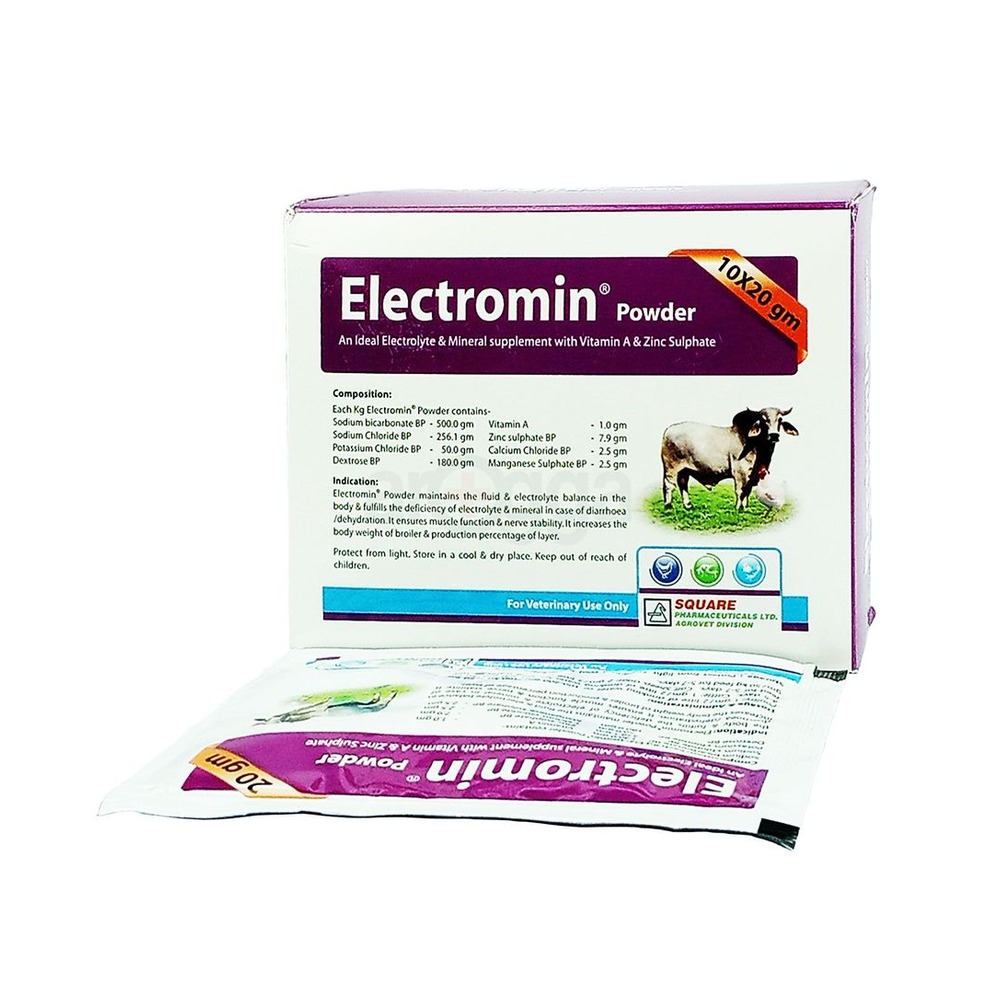 Electromin® Powder
10X20 gm
An Ideal Electrolyte & Mineral supplement with Vitamin A & Zinc Sulphate
Composition:
Each Kg Electromin® Powder contains-
Sodium bicarbonate BP - 500.0 gm Vitamin A - 1.0 gm
Sodium Chloride BP - 256.1 gm Zinc sulphate BP - 7.9 gm
Potassium Chloride BP - 50.0 gm Calcium Chloride BP - 2.5 gm
Dextrose BP - 180.0 gm Manganese Sulphate BP - 2.5 gm
Indication:
Electromin® Powder maintains the fluid & electrolyte balance in the
body & fulfills the deficiency of electrolyte & mineral in case of diarrhoea
/dehydration. It ensures muscle function & nerve stability. It increases the
body weight of broiler & production percentage of layer.
Protect from light, Store in a cool & dry place. Keep out of reach of
children.
For Veterinary Use Only
SQUARE
PHARMACEUTICALS LTD.
AGROVET DIVISION
arogga
Electromin® Powder
An Ideal Electrolyte & Mineral supplement with Vitamin A & Zinc Sulphate
20 gm
Indication: